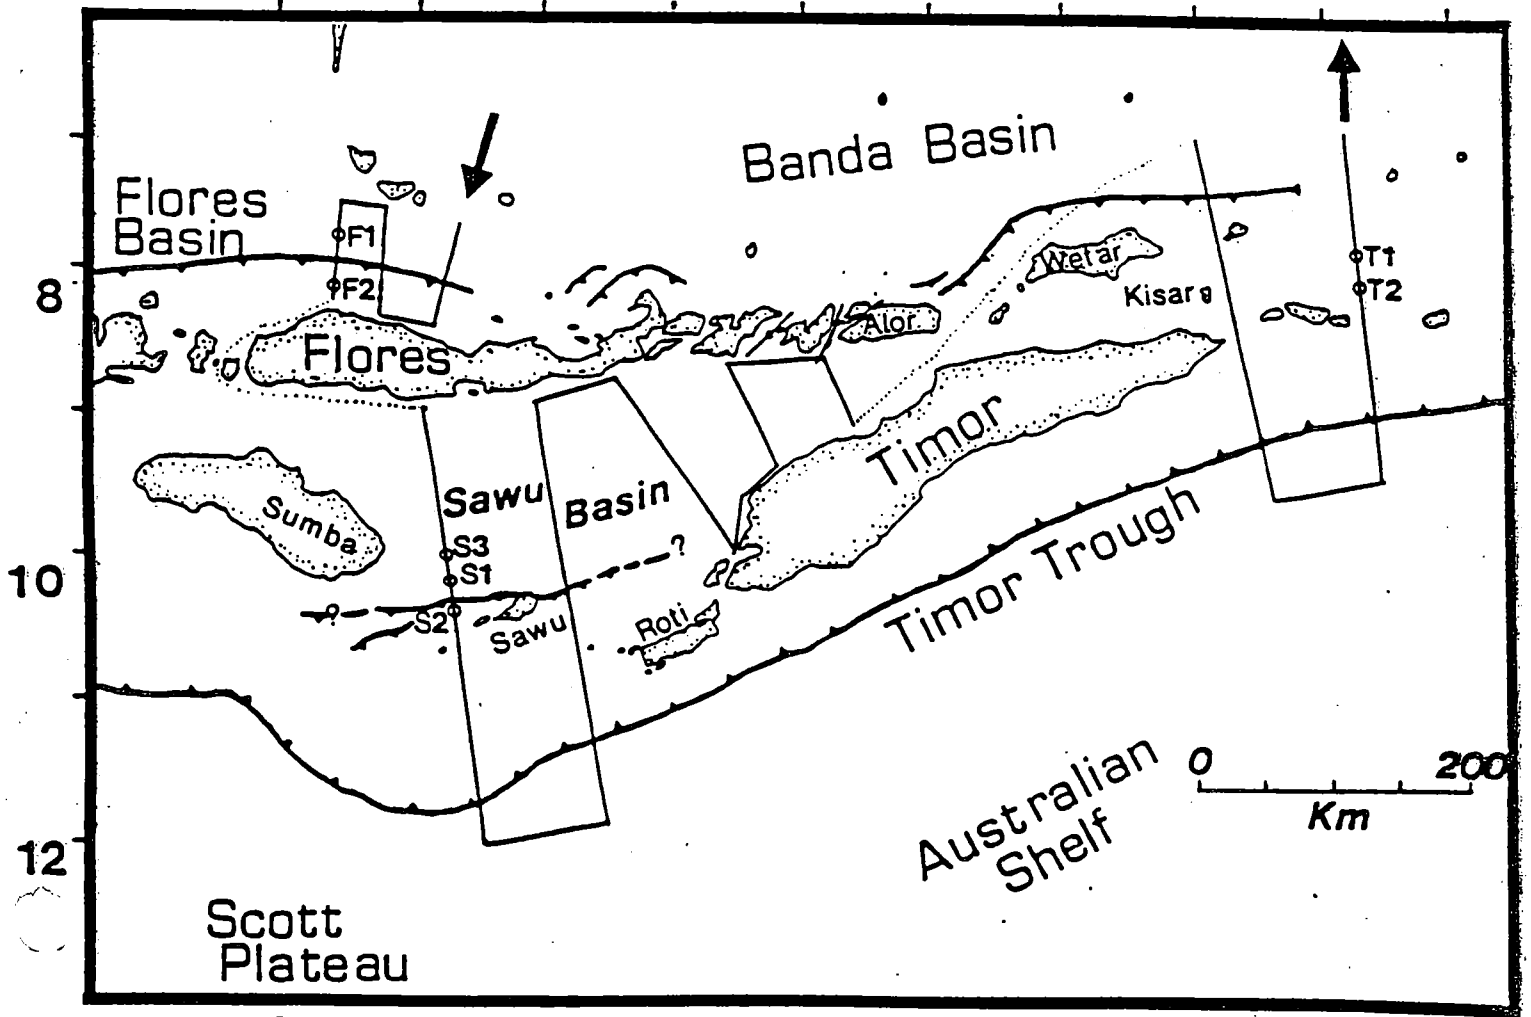 Banda Basin
Flores
Basin
F1
F2
8
T1
T2
Wetar
Kisar
Alor
Flores
Timor
Sawu
Basin
Sumba
S3
S1
?
?
S2
Sawu
Roti
10
Timor Trough
Australian
Shelf
0
200
Km
12
Scott
Plateau